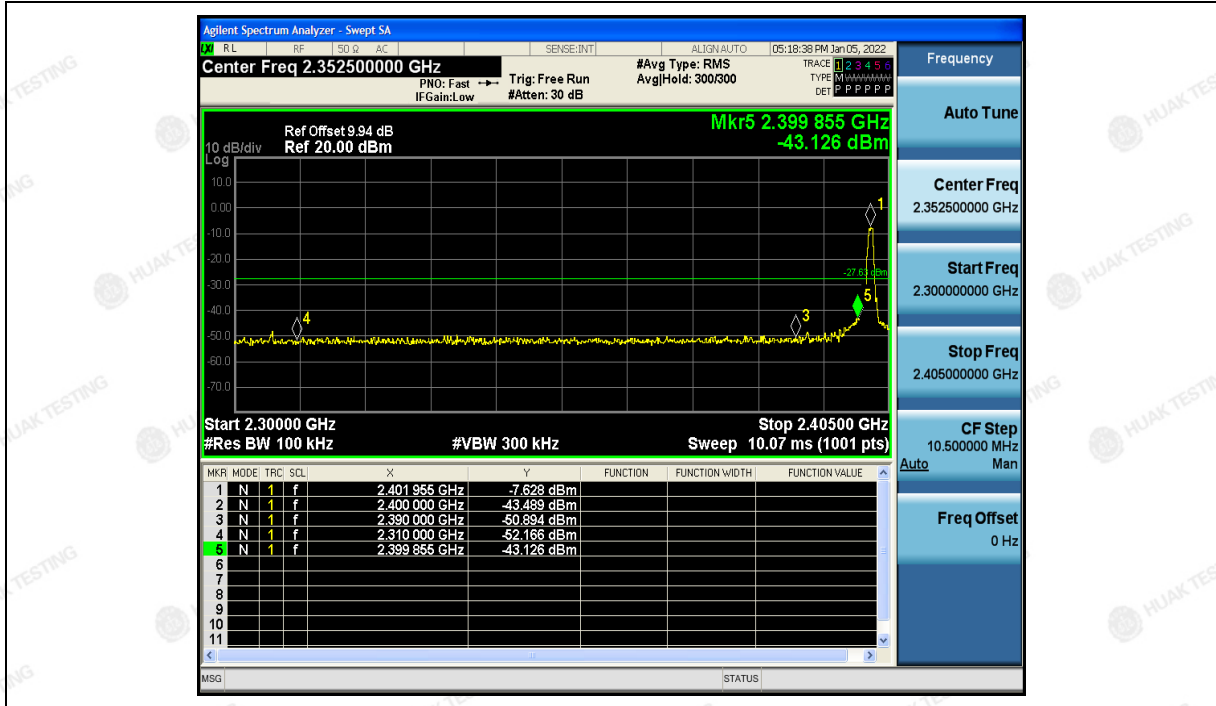 Agilent Spectrum Analyzer - Swept SA
LXI RL RF 50 Ω AC SENSE:INT ALIGN AUTO 05:18:38 PM Jan 05, 2022
Center Freq 2.352500000 GHz
PNO: Fast
IFGain:Low
Trig: Free Run
#Atten: 30 dB
#Avg Type: RMS
Avg|Hold: 300/300
TRACE 1 2 3 4 5 6
TYPE M WWWWW
DET P P P P P P
Frequency
Auto Tune
Center Freq
2.352500000 GHz
Start Freq
2.300000000 GHz
Stop Freq
2.405000000 GHz
CF Step
10.500000 MHz
Auto Man
Freq Offset
0 Hz
Mkr5 2.399 855 GHz
-43.126 dBm
Ref Offset 9.94 dB
10 dB/div Ref 20.00 dBm
Log
10.0
0.00
-10.0
-20.0
-30.0
-40.0
-50.0
-60.0
-70.0
1
-27.63 dBm
5
4
3
Start 2.30000 GHz Stop 2.40500 GHz
#Res BW 100 kHz #VBW 300 kHz Sweep 10.07 ms (1001 pts)
MKR MODE TRC SCL X Y FUNCTION FUNCTION WIDTH FUNCTION VALUE
1 N 1 f 2.401 955 GHz -7.628 dBm
2 N 1 f 2.400 000 GHz -43.489 dBm
3 N 1 f 2.390 000 GHz -50.894 dBm
4 N 1 f 2.310 000 GHz -52.166 dBm
5 N 1 f 2.399 855 GHz -43.126 dBm
6
7
8
9
10
11
MSG STATUS
HUAK TESTING